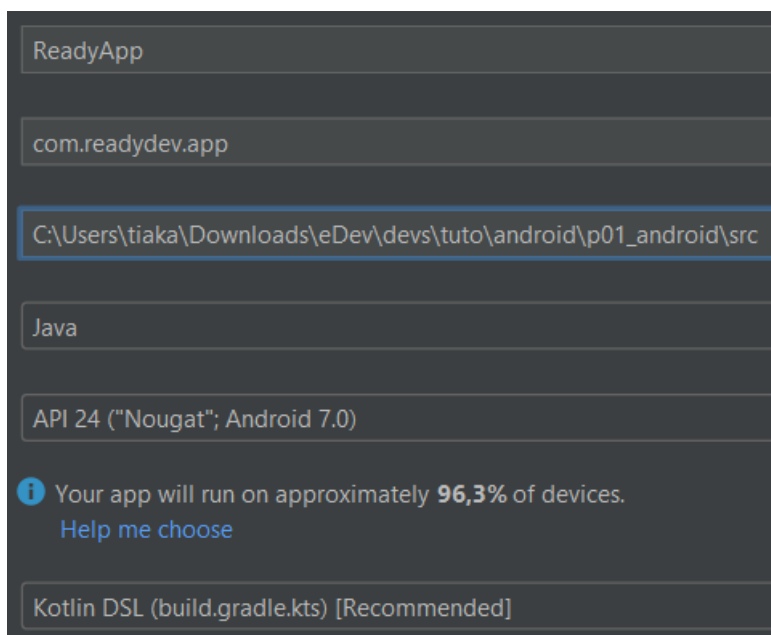 ReadyApp
com.readydev.app
C:\Users\tiaka\Downloads\eDev\devs\tuto\android\p01_android\src
Java
API 24 ("Nougat"; Android 7.0)
Your app will run on approximately 96,3% of devices.
Help me choose
Kotlin DSL (build.gradle.kts) [Recommended]